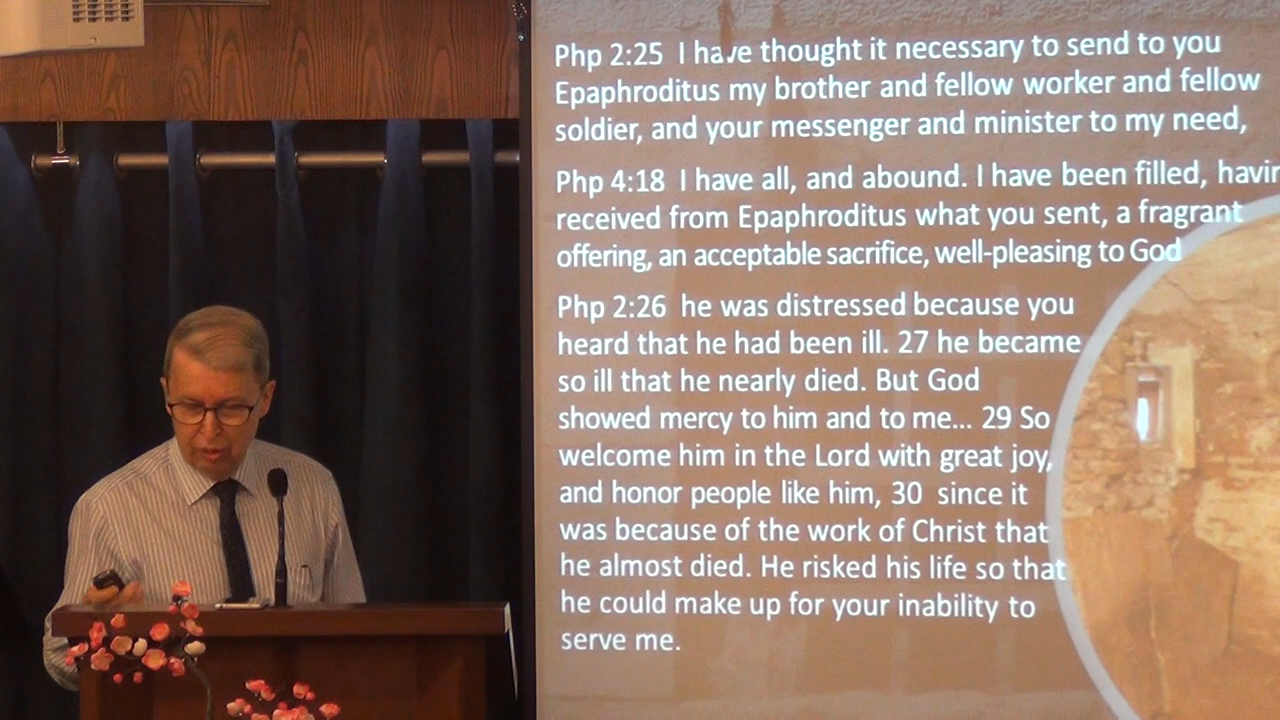 Php 2:25 I have thought it necessary to send to you
Epaphroditus my brother and fellow worker and fellow
soldier, and your messenger and minister to my need,
Php 4:18 I have all, and abound. I have been filled, havin
received from Epaphroditus what you sent, a fragrant
offering, an acceptable sacrifice, well-pleasing to God
Php 2:26 he was distressed because you
heard that he had been ill. 27 he became
so ill that he nearly died. But God
showed mercy to him and to me... 29 So
welcome him in the Lord with great joy,
and honor people like him, 30 since it
was because of the work of Christ that
he almost died. He risked his life so that
he could make up for your inability to
serve me.